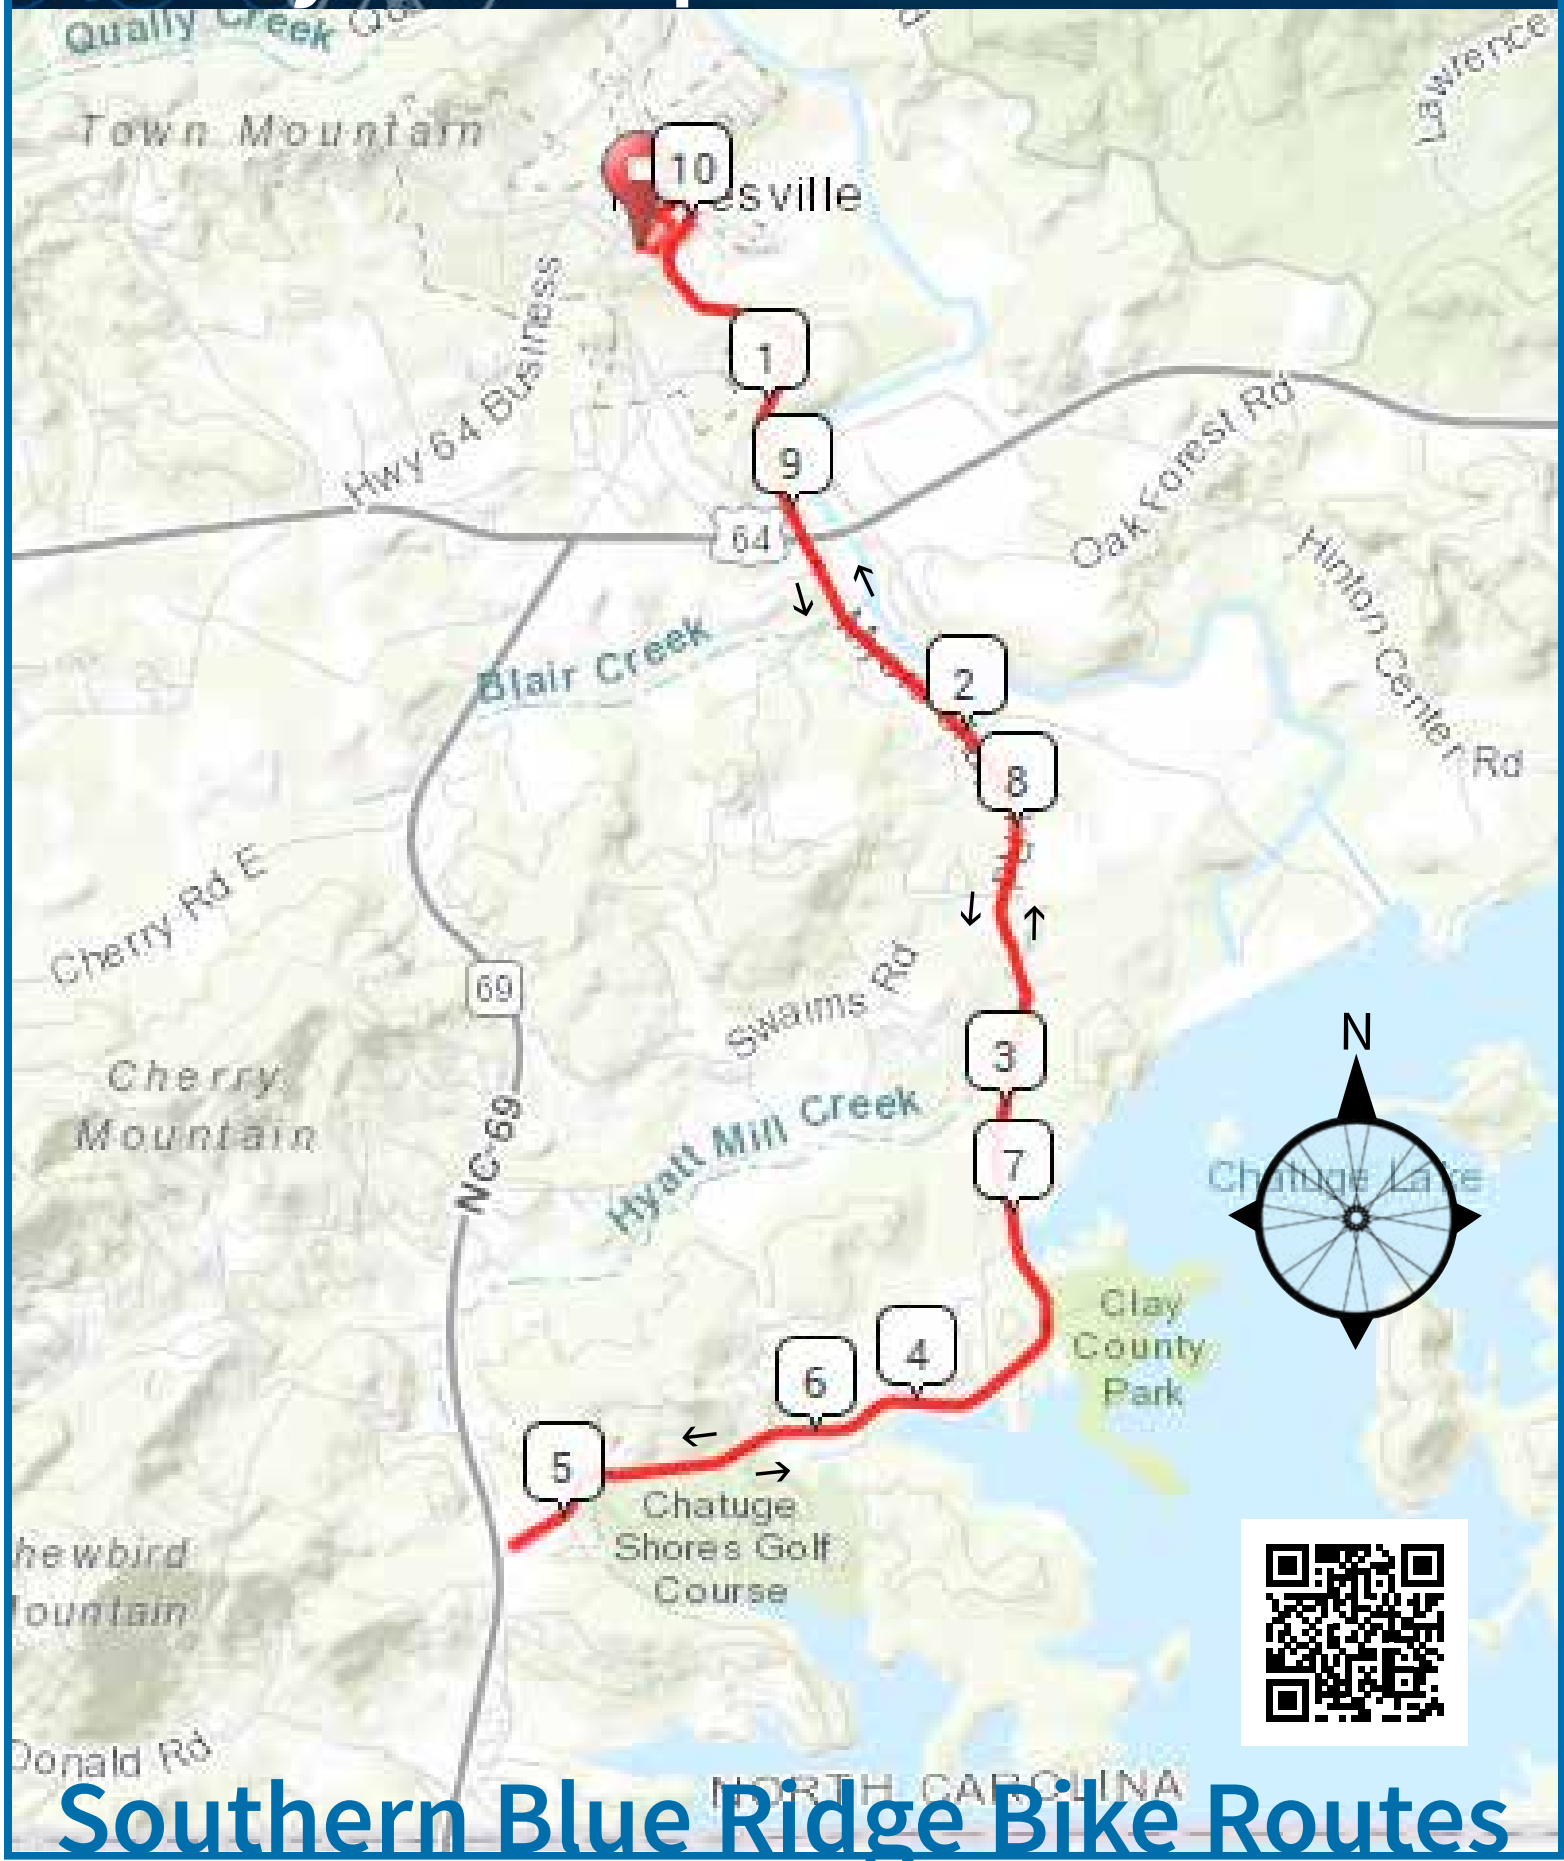 Qually Creek
Town Mountain
Lawrence
10
esville
Hwy 64 Business
1
9
64
Oak Forest Rd
Hinton Center Rd
Blair Creek
2
8
Cherry Rd E
69
Swaims Rd
3
N
Cherry
Mountain
NC-69
Hyatt Mill Creek
7
Chatuge Lake
Clay
County
Park
4
6
5
Chatuge
Shores Golf
Course
hewbird
ountain
Donald Rd
NORTH CAROLINA
Southern Blue Ridge Bike Routes